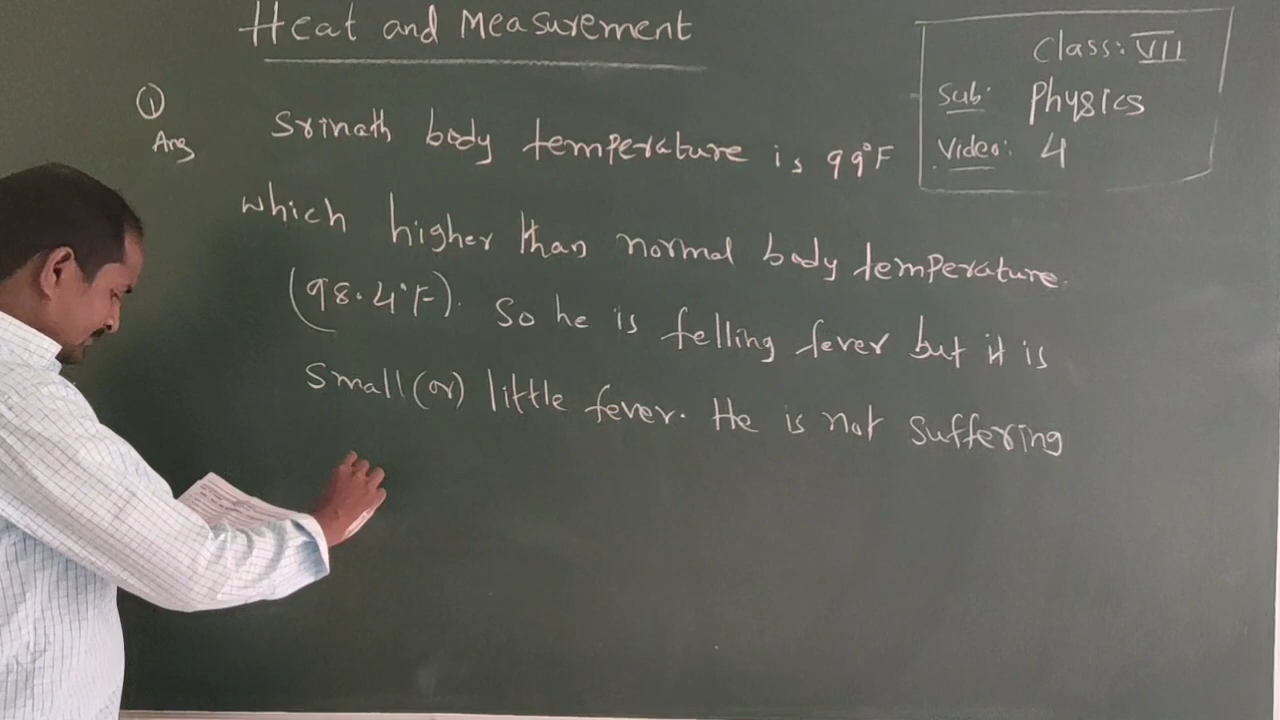 Heat and Measurement
Class: VII
Sub: Physics
Video: 4
①
Ans
Srinath body temperature is 99°F
which higher than normal body temperature.
(98.4°F). So he is felling fever but it is
small (or) little fever. He is not suffering